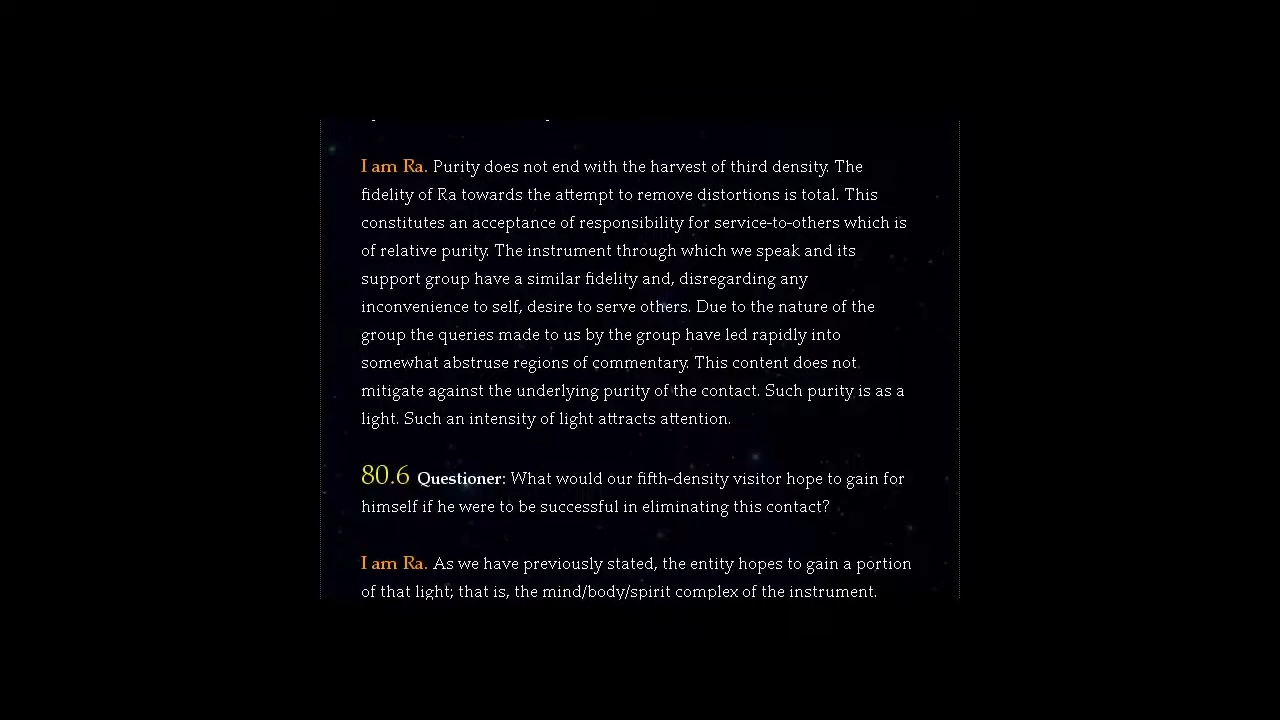 I am Ra. Purity does not end with the harvest of third density. The
fidelity of Ra towards the attempt to remove distortions is total. This
constitutes an acceptance of responsibility for service-to-others which is
of relative purity. The instrument through which we speak and its
support group have a similar fidelity and, disregarding any
inconvenience to self, desire to serve others. Due to the nature of the
group the queries made to us by the group have led rapidly into
somewhat abstruse regions of commentary. This content does not
mitigate against the underlying purity of the contact. Such purity is as a
light. Such an intensity of light attracts attention.
80.6 Questioner: What would our fifth-density visitor hope to gain for
himself if he were to be successful in eliminating this contact?
I am Ra. As we have previously stated, the entity hopes to gain a portion
of that light; that is, the mind/body/spirit complex of the instrument.